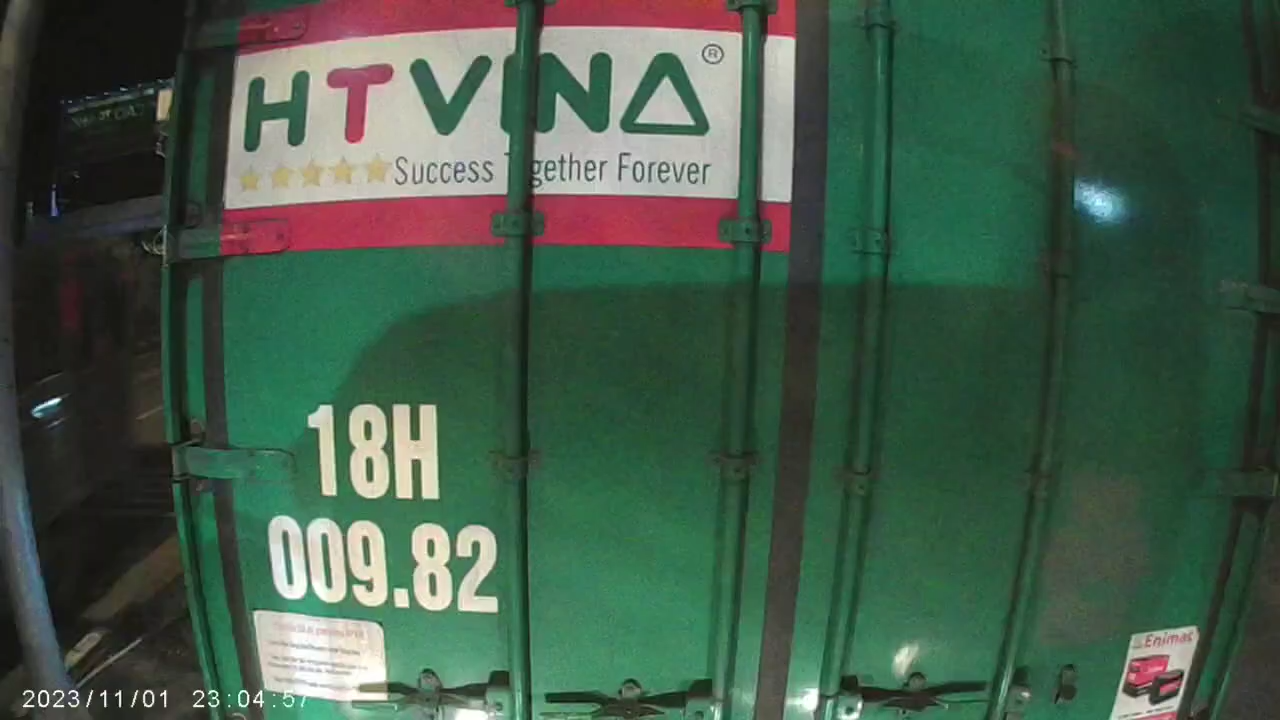 HTVINA ®
Success Together Forever
18H
009.82
Enimac
2023/11/01 23:04:57